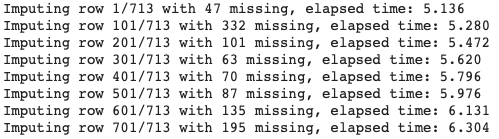 Imputing row 1/713 with 47 missing, elapsed time: 5.136
Imputing row 101/713 with 332 missing, elapsed time: 5.280
Imputing row 201/713 with 101 missing, elapsed time: 5.472
Imputing row 301/713 with 63 missing, elapsed time: 5.620
Imputing row 401/713 with 70 missing, elapsed time: 5.796
Imputing row 501/713 with 87 missing, elapsed time: 5.976
Imputing row 601/713 with 135 missing, elapsed time: 6.131
Imputing row 701/713 with 195 missing, elapsed time: 6.304